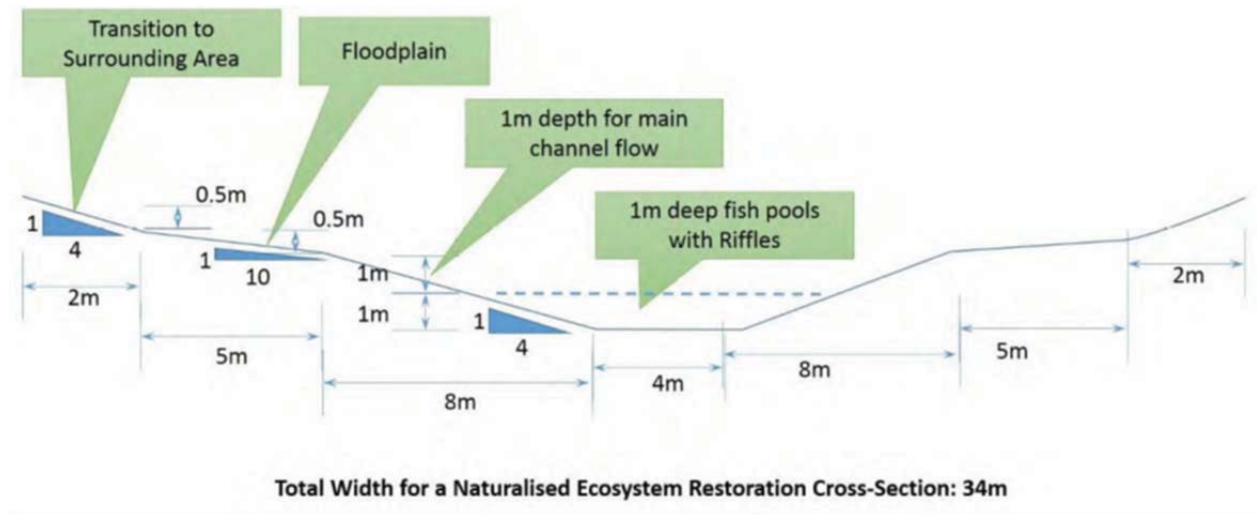 Transition to
Surrounding Area
Floodplain
1m depth for main
channel flow
1m deep fish pools
with Riffles
0.5m
0.5m
1
4
1
10
1m
1m
1
4
2m
5m
8m
4m
8m
5m
2m
Total Width for a Naturalised Ecosystem Restoration Cross-Section: 34m